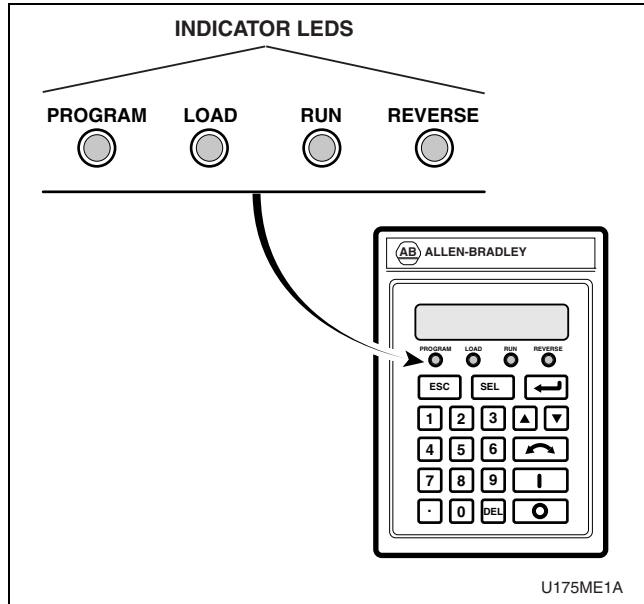 INDICATOR LEDS
PROGRAM LOAD RUN REVERSE
AB ALLEN-BRADLEY
PROGRAM LOAD RUN REVERSE
ESC SEL
1 2 3
4 5 6
7 8 9 I
. 0 DEL O
U175ME1A